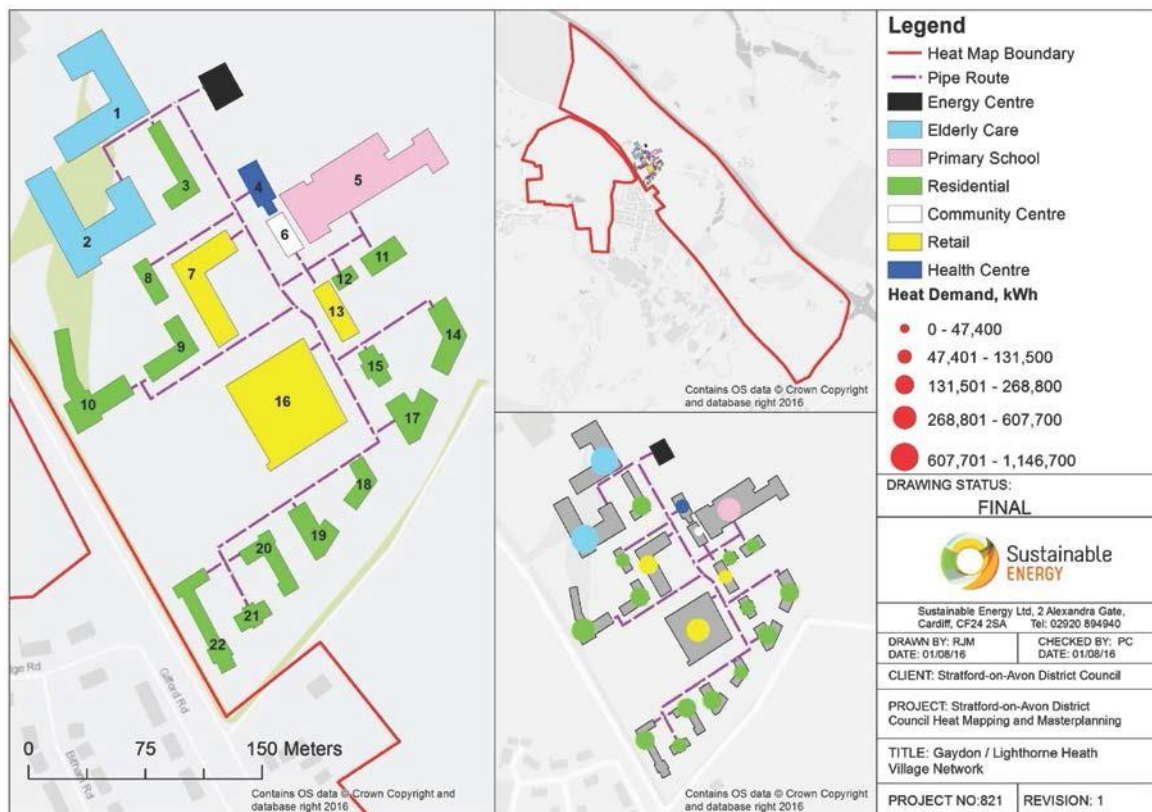 1
2
3
4
5
6
7
8
9
10
11
12
13
14
15
16
17
18
19
20
21
22
Gifford Rd
Bitham Rd
0 75 150 Meters
Contains OS data © Crown Copyright
and database right 2016
Contains OS data © Crown Copyright
and database right 2016
Contains OS data © Crown Copyright
and database right 2016
Legend
Heat Map Boundary
Pipe Route
Energy Centre
Elderly Care
Primary School
Residential
Community Centre
Retail
Health Centre
Heat Demand, kWh
0 - 47,400
47,401 - 131,500
131,501 - 268,800
268,801 - 607,700
607,701 - 1,146,700
DRAWING STATUS:
FINAL
Sustainable
ENERGY
Sustainable Energy Ltd, 2 Alexandra Gate,
Cardiff, CF24 2SA Tel: 02920 894940
DRAWN BY: RJM
DATE: 01/08/16
CHECKED BY: PC
DATE: 01/08/16
CLIENT: Stratford-on-Avon District Council
PROJECT: Stratford-on-Avon District
Council Heat Mapping and Masterplanning
TITLE: Gaydon / Lighthorne Heath
Village Network
PROJECT NO:821
REVISION: 1